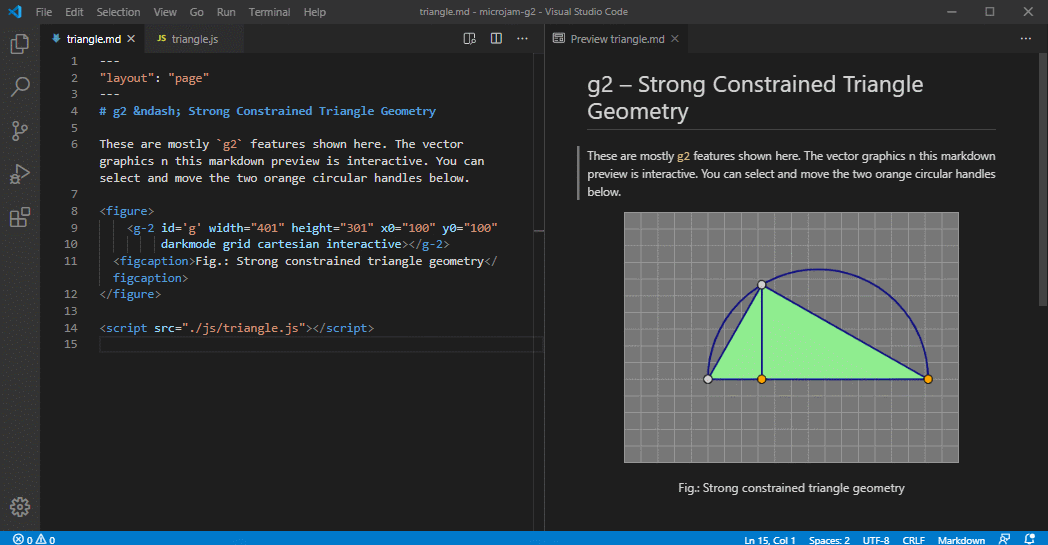 File Edit Selection View Go Run Terminal Help
triangle.md - microjam-g2 - Visual Studio Code
triangle.md
JS triangle.js
Preview triangle.md
1 ---
2 "layout": "page"
3 ---
4 # g2 &ndash; Strong Constrained Triangle Geometry
5
6 These are mostly `g2` features shown here. The vector
graphics n this markdown preview is interactive. You can
select and move the two orange circular handles below.
7
8 <figure>
9 <g-2 id='g' width="401" height="301" x0="100" y0="100"
10 darkmode grid cartesian interactive></g-2>
11 <figcaption>Fig.: Strong constrained triangle geometry</
figcaption>
12 </figure>
13
14 <script src="./js/triangle.js"></script>
15
g2 – Strong Constrained Triangle
Geometry
These are mostly g2 features shown here. The vector graphics n this markdown
preview is interactive. You can select and move the two orange circular handles
below.
Fig.: Strong constrained triangle geometry
0 0
Ln 15, Col 1 Spaces: 2 UTF-8 CRLF Markdown